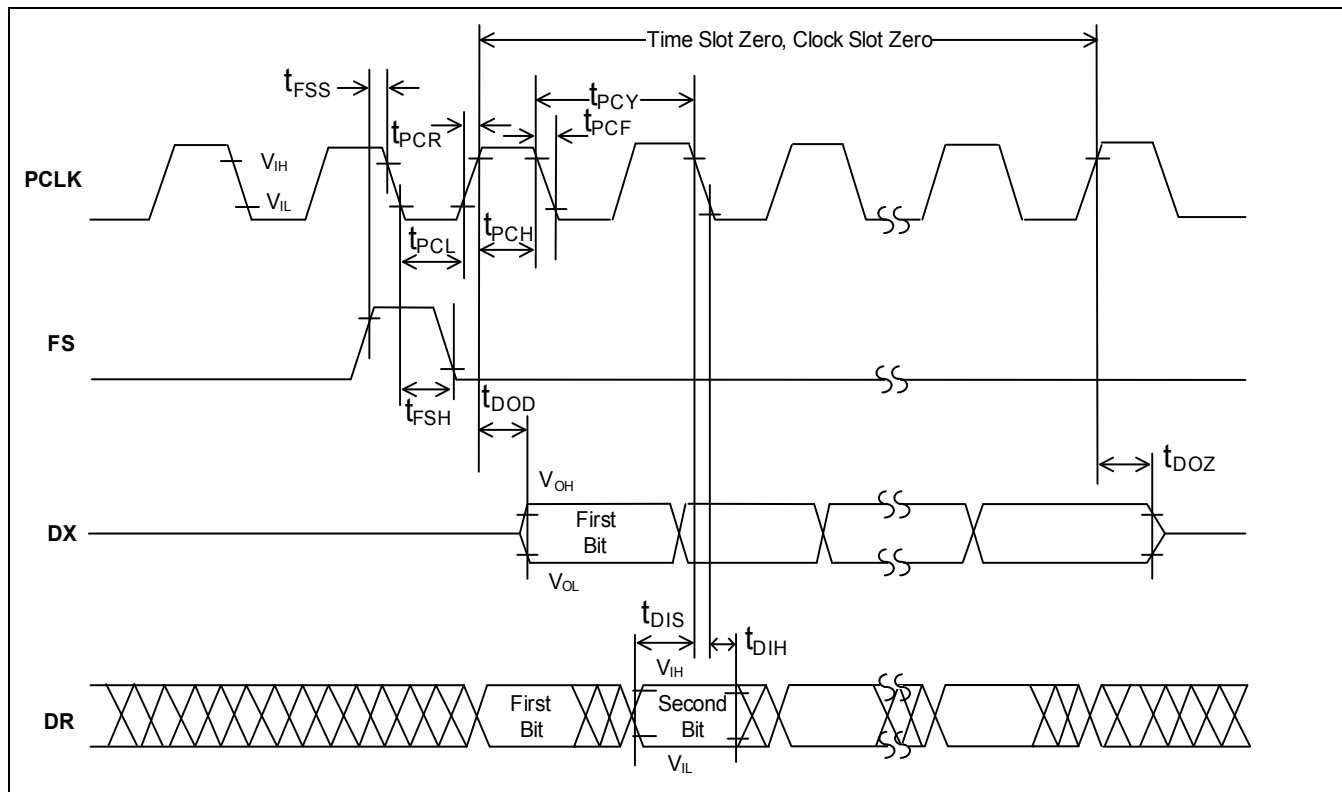 Time Slot Zero, Clock Slot Zero
tFSS
tPCY
tPCR
tPCF
PCLK
VIH
VIL
tPCL
tPCH
FS
tFSH
tDOD
tDOZ
VOH
DX
First
Bit
VOL
tDIS
tDIH
VIH
DR
First
Bit
Second
Bit
VIL